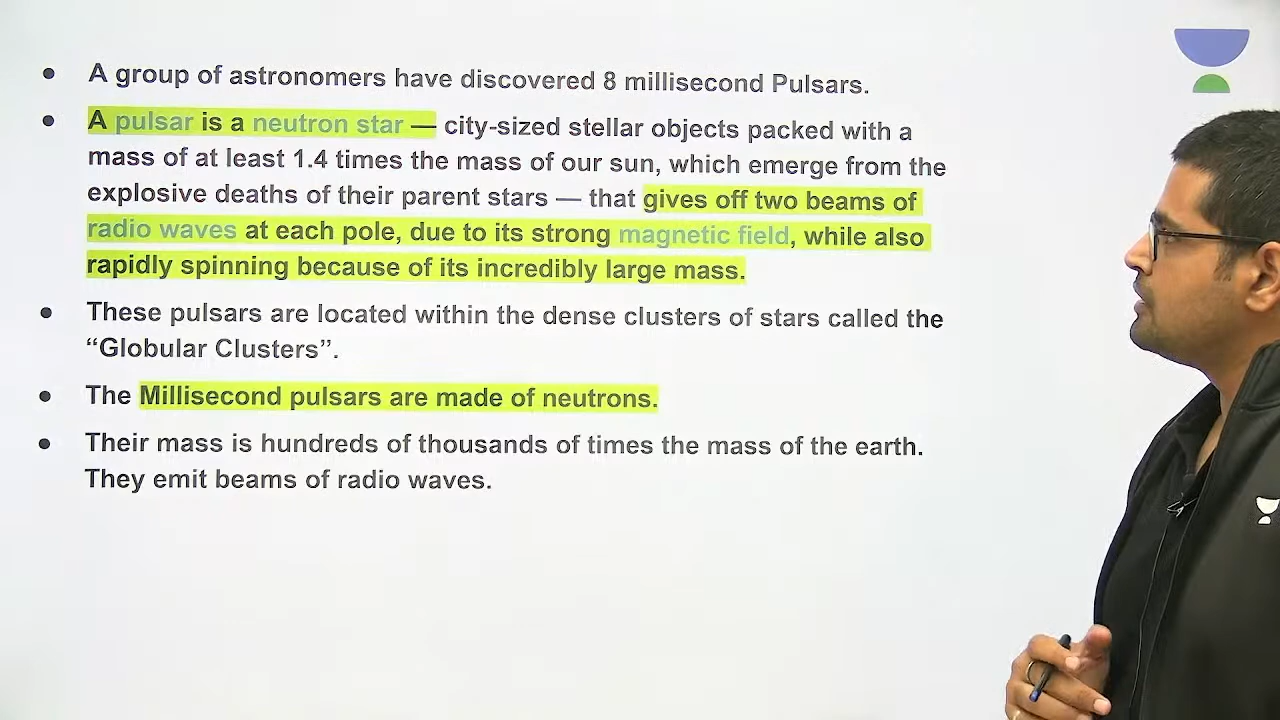 • A group of astronomers have discovered 8 millisecond Pulsars.
• A pulsar is a neutron star — city-sized stellar objects packed with a
mass of at least 1.4 times the mass of our sun, which emerge from the
explosive deaths of their parent stars — that gives off two beams of
radio waves at each pole, due to its strong magnetic field, while also
rapidly spinning because of its incredibly large mass.
• These pulsars are located within the dense clusters of stars called the
“Globular Clusters”.
• The Millisecond pulsars are made of neutrons.
• Their mass is hundreds of thousands of times the mass of the earth.
They emit beams of radio waves.